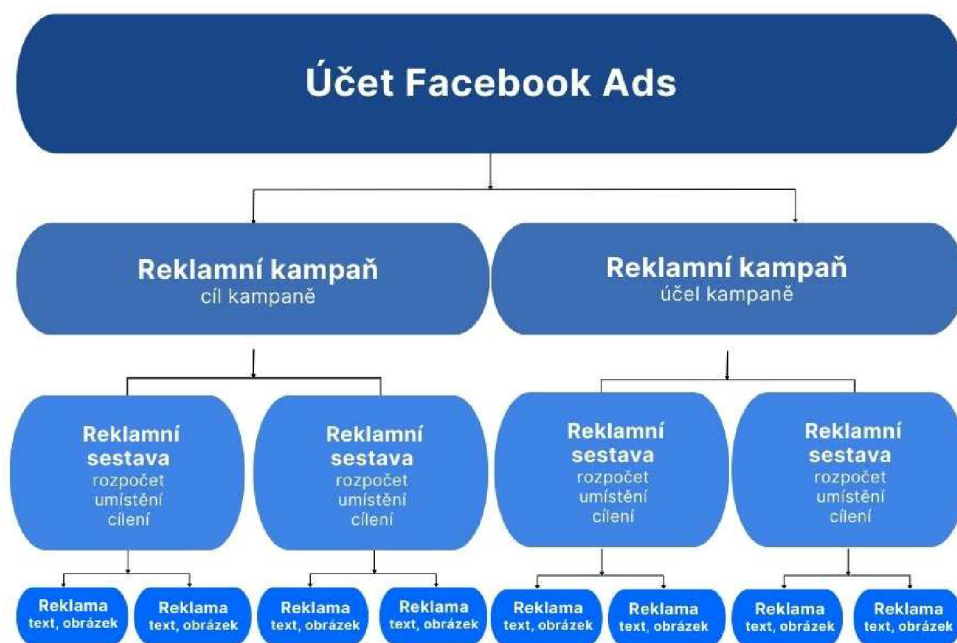 Účet Facebook Ads
Reklamní kampaň
cíl kampaně
Reklamní kampaň
účel kampaně
Reklamní
sestava
rozpočet
umístění
cílení
Reklamní
sestava
rozpočet
umístění
cílení
Reklamní
sestava
rozpočet
umístění
cílení
Reklamní
sestava
rozpočet
umístění
cílení
Reklama
text, obrázek
Reklama
text, obrázek
Reklama
text, obrázek
Reklama
text, obrázek
Reklama
text, obrázek
Reklama
text, obrázek
Reklama
text, obrázek
Reklama
text, obrázek